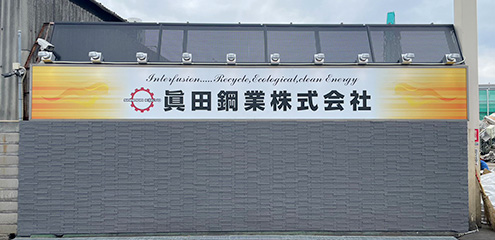 Interfusion.....Recycle,Ecological,clean Energy
眞田鋼業株式会社